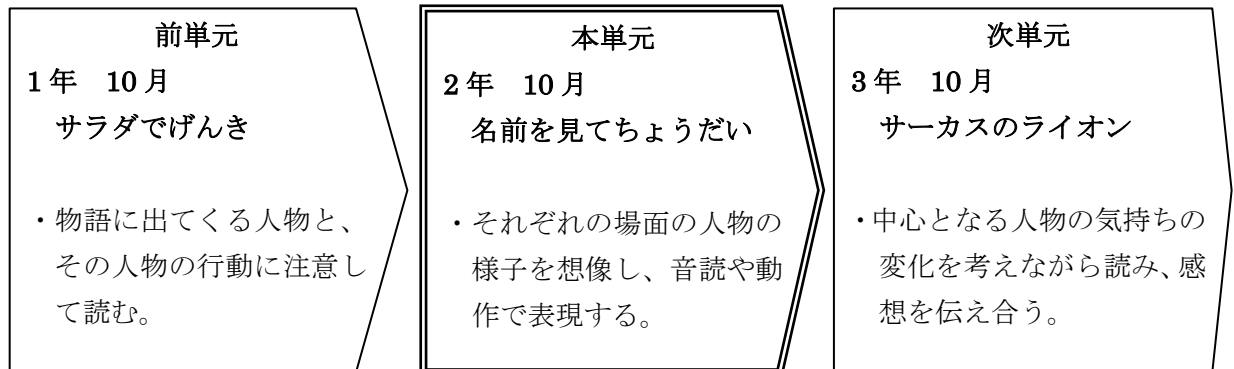 前単元
1年　10月
サラダでげんき
・物語に出てくる人物と、
その人物の行動に注意し
て読む。
本単元
2年　10月
名前を見てちょうだい
・それぞれの場面の人物の
様子を想像し、音読や動
作で表現する。
次単元
3年　10月
サーカスのライオン
・中心となる人物の気持ちの
変化を考えながら読み、感
想を伝え合う。